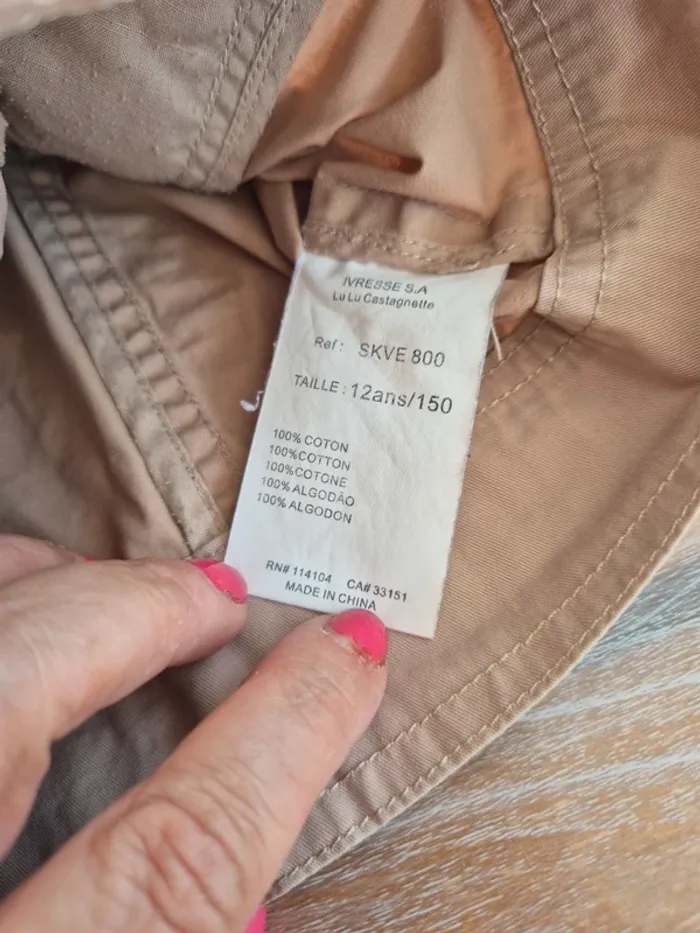 IVRESSE S.A
Lu Lu Castagnette
Ref: SKVE 800
TAILLE : 12ans/150
100% COTON
100%COTTON
100%COTONE
100% ALGODÃO
100% ALGODON
RN# 114104 CA# 33151
MADE IN CHINA